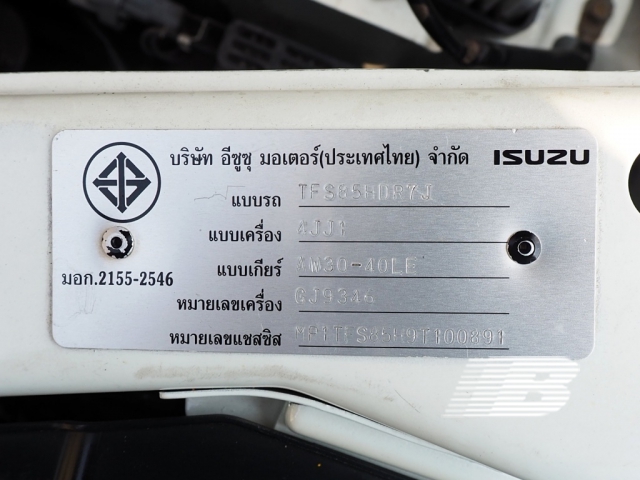 บริษัท อีซูซุ มอเตอร์(ประเทศไทย) จำกัด ISUZU
แบบรถ TFS85HDR7J
แบบเครื่อง 4JJ1
แบบเกียร์ AW30-40LE
มอก.2155-2546
หมายเลขเครื่อง GJ9346
หมายเลขแชสซิส MP1TFS85H9T100891